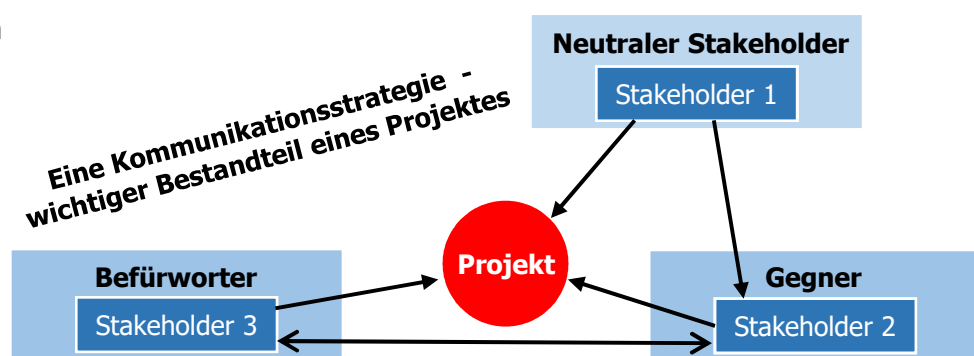 Neutraler Stakeholder
Stakeholder 1
Eine Kommunikationsstrategie -
wichtiger Bestandteil eines Projektes
Projekt
Befürworter
Stakeholder 3
Gegner
Stakeholder 2